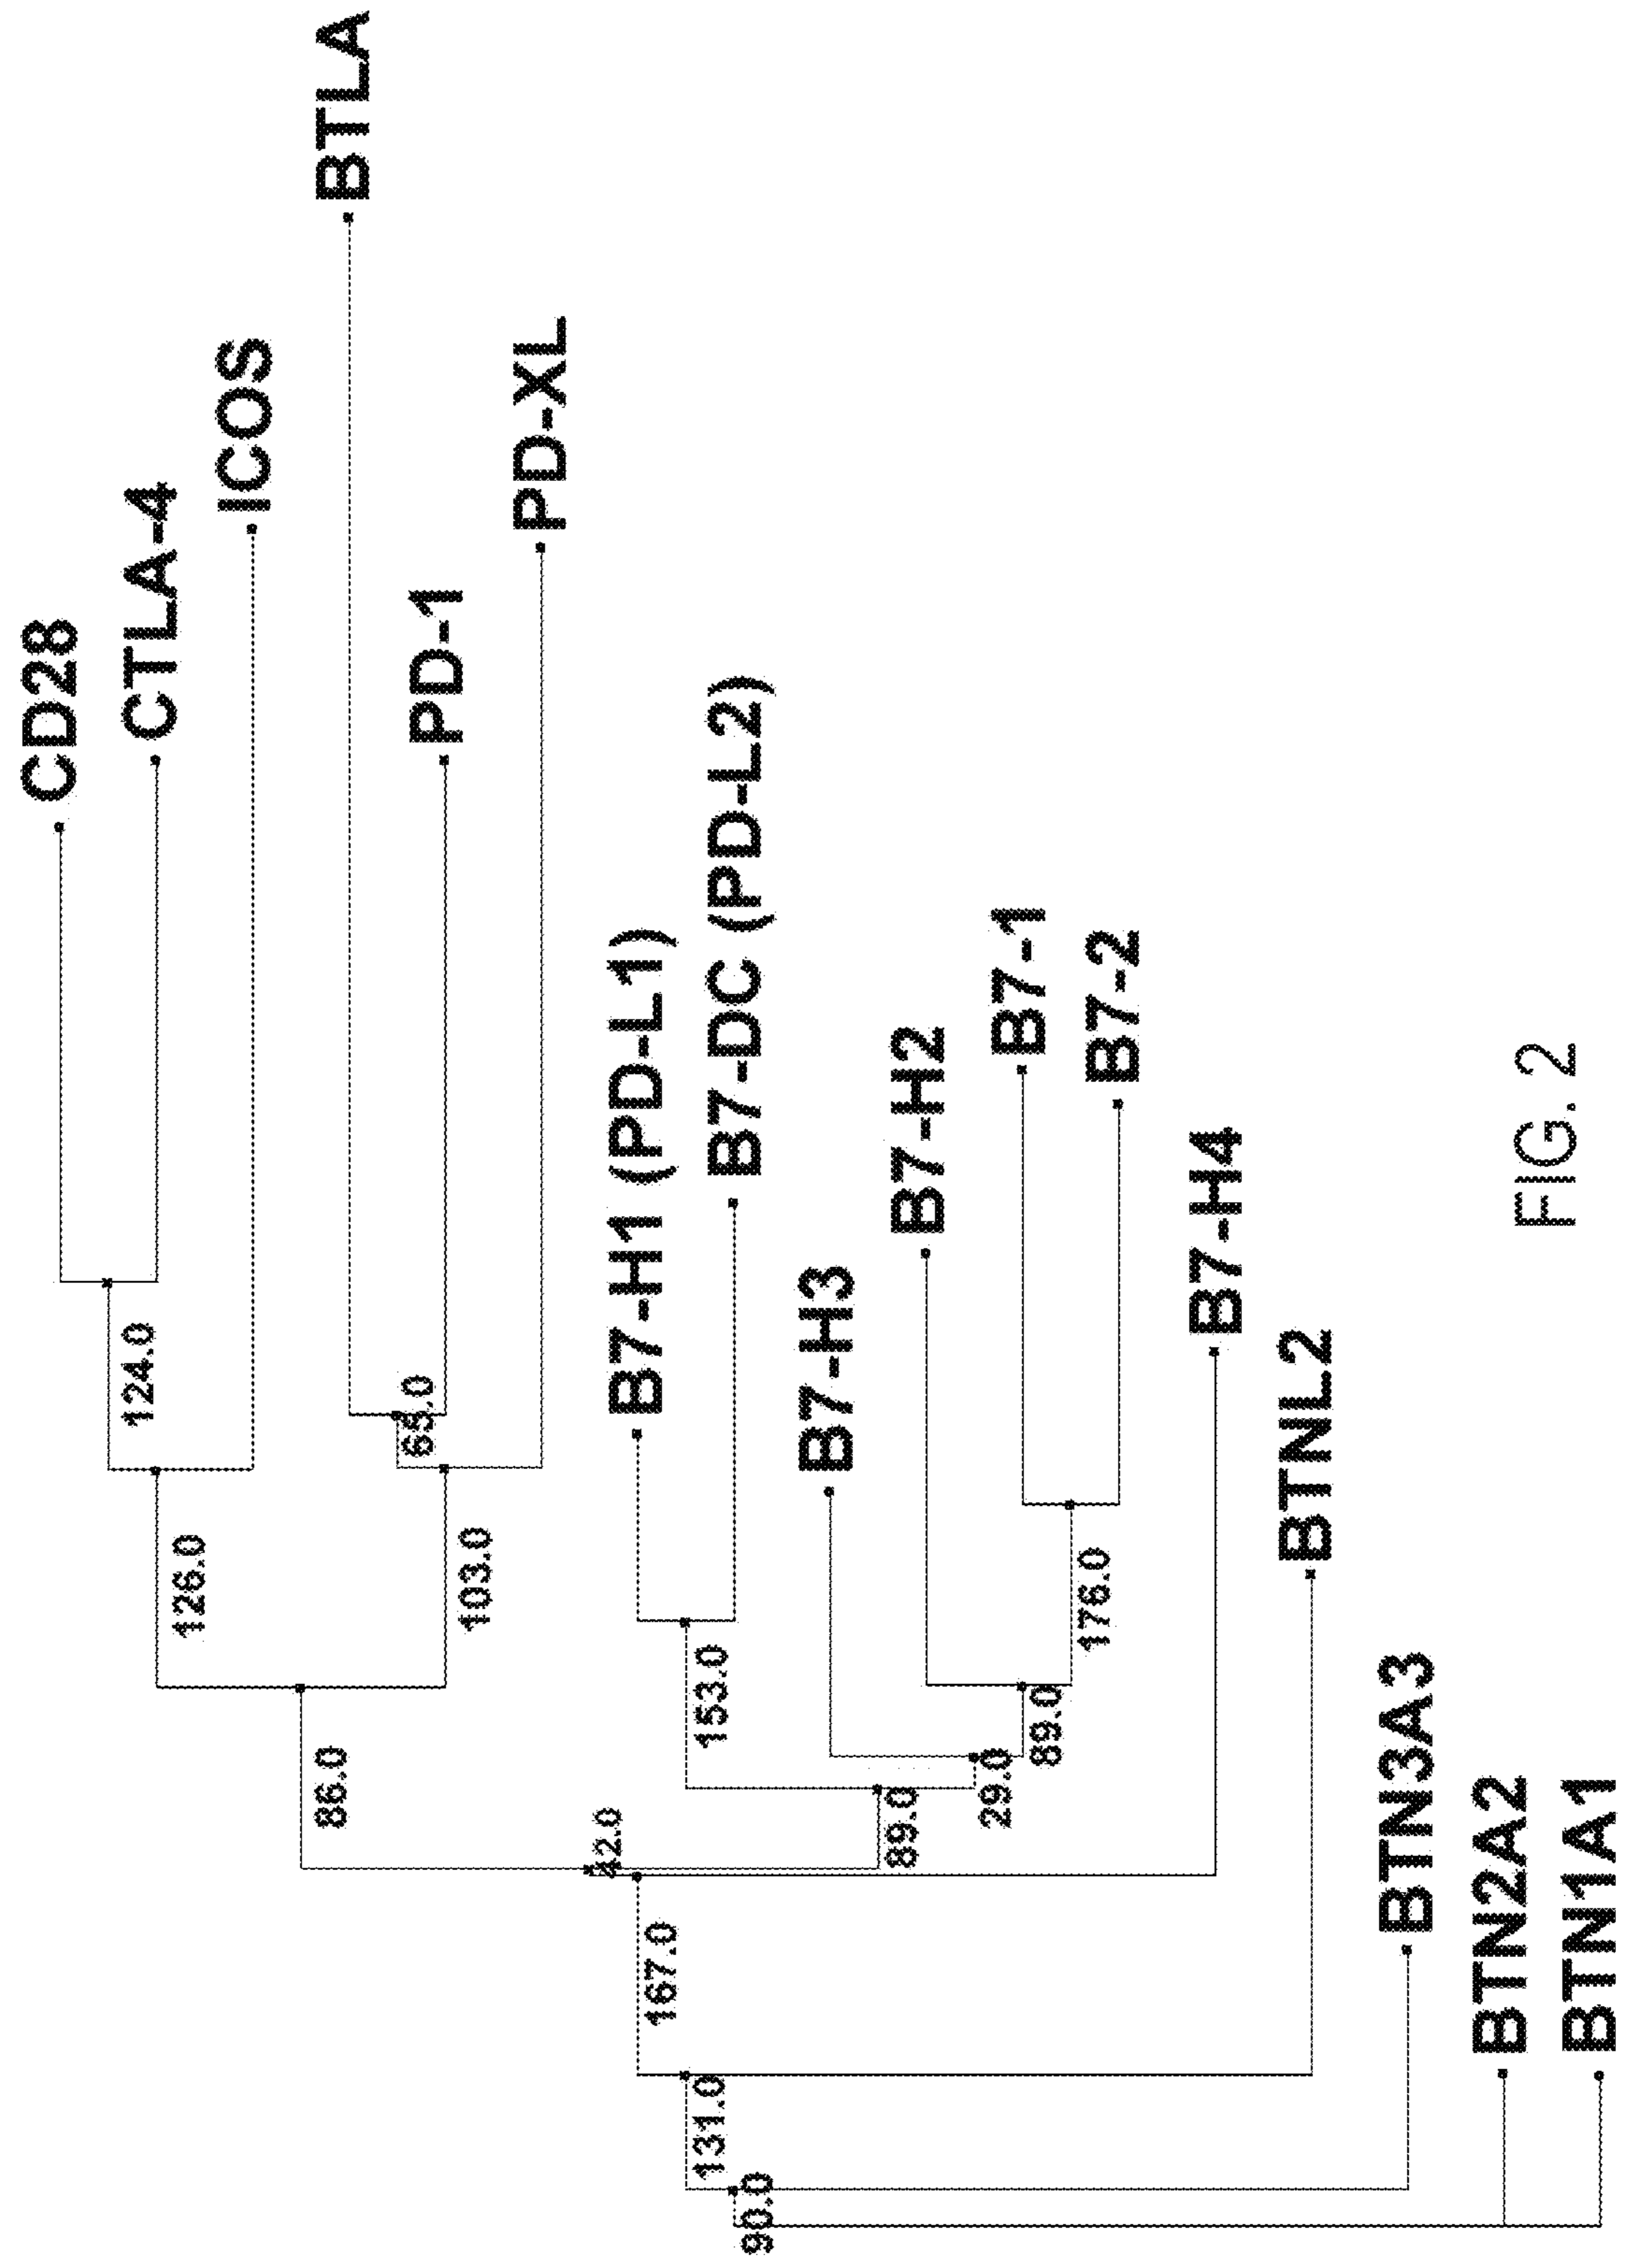 CD28
CTLA-4
ICOS
BTLA
PD-1
PD-XL
B7-H1 (PD-L1)
B7-DC (PD-L2)
B7-H3
B7-H2
B7-1
B7-2
B7-H4
BTNL2
BTN3A3
BTN2A2
BTN1A1
124.0
126.0
86.0
65.0
103.0
42.0
153.0
89.0
29.0
89.0
176.0
167.0
131.0
90.0
FIG. 2